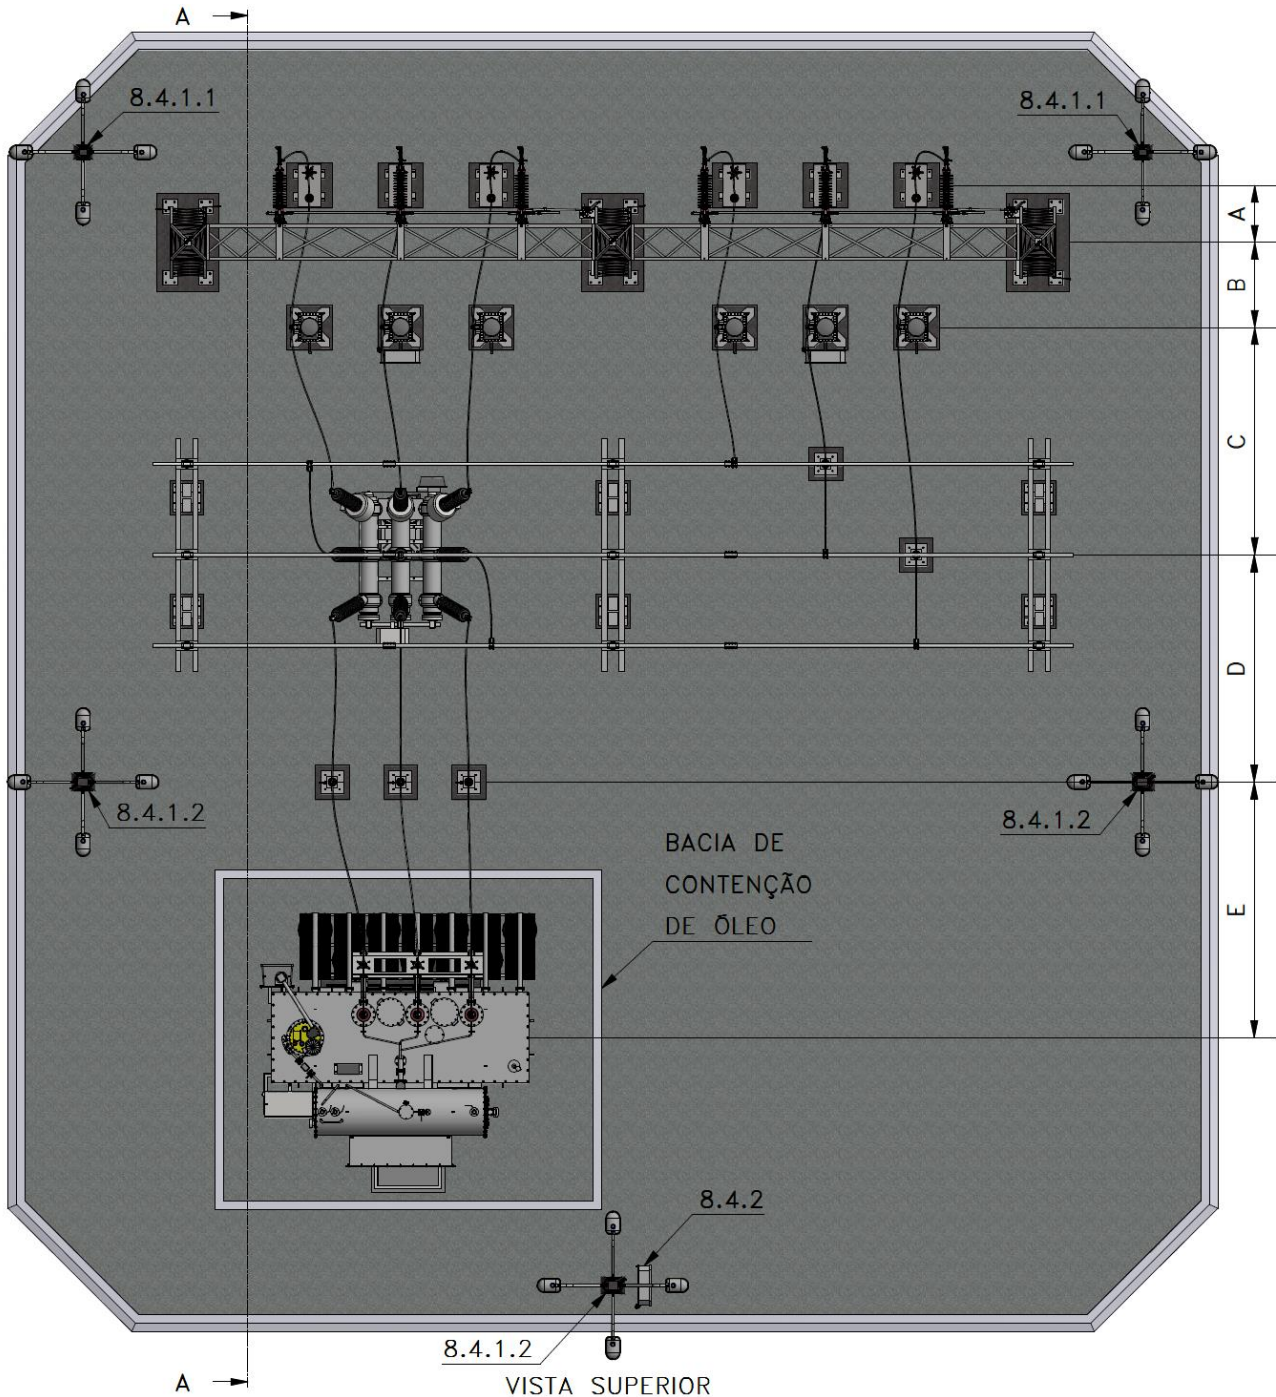 A
8.4.1.1
8.4.1.1
A
B
C
D
8.4.1.2
8.4.1.2
BACIA DE
CONTENÇÃO
DE ÓLEO
E
8.4.2
8.4.1.2
A
VISTA SUPERIOR